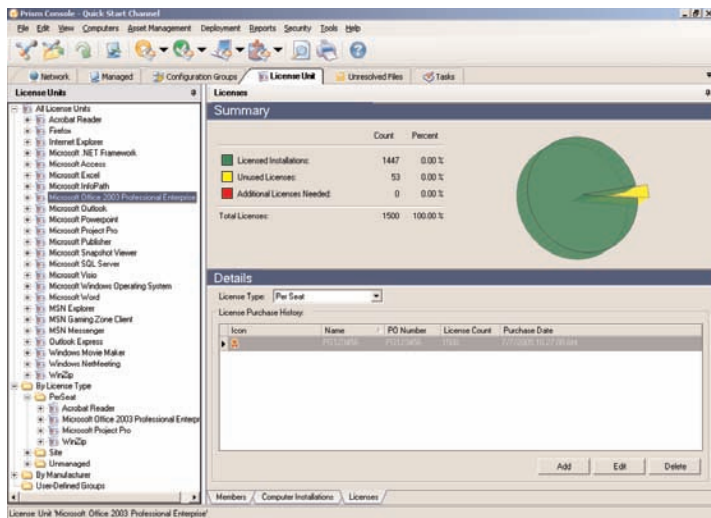 Prism Console - Quick Start Channel
File Edit View Computers Asset Management Deployment Reports Security Tools Help
Network Managed Configuration Groups License Unit Unresolved Files Tasks
License Units
All License Units
Acrobat Reader
Firefox
Internet Explorer
Microsoft .NET Framework
Microsoft Access
Microsoft Excel
Microsoft InfoPath
Microsoft Office 2003 Professional Enterprise
Microsoft Outlook
Microsoft Powerpoint
Microsoft Project Pro
Microsoft Publisher
Microsoft Snapshot Viewer
Microsoft SQL Server
Microsoft Visio
Microsoft Windows Operating System
Microsoft Word
MSN Explorer
MSN Gaming Zone Client
MSN Messenger
Outlook Express
Windows Movie Maker
Windows NetMeeting
WinZip
By License Type
PerSeat
Acrobat Reader
Microsoft Office 2003 Professional Enterpr
Microsoft Project Pro
WinZip
Site
Unmanaged
By Manufacturer
User-Defined Groups
Licenses
Summary
Count Percent
Licensed Installations: 1447 0.00 %
Unused Licenses: 53 0.00 %
Additional Licenses Needed: 0 0.00 %
Total Licenses: 1500 100.00 %
Details
License Type: Per Seat
License Purchase History:
Icon Name PO Number License Count Purchase Date
1500
Add Edit Delete
Members Computer Installations Licenses
License Unit 'Microsoft Office 2003 Professional Enterprise'